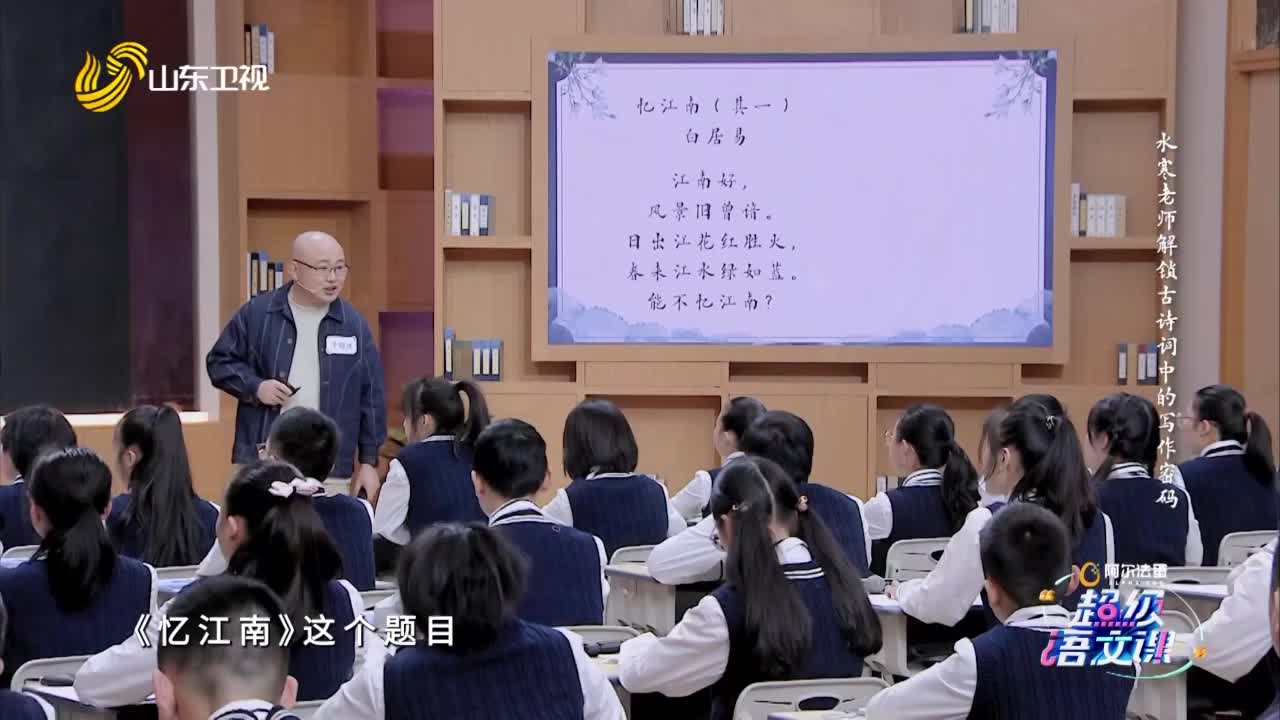 山东卫视
忆江南（其一）
白居易
江南好，
风景旧曾谙。
日出江花红胜火，
春来江水绿如蓝。
能不忆江南？
水寒老师解锁古诗词中的写作密码
《忆江南》这个题目
阿尔法蛋
ALPHA EGG
超级
语文课